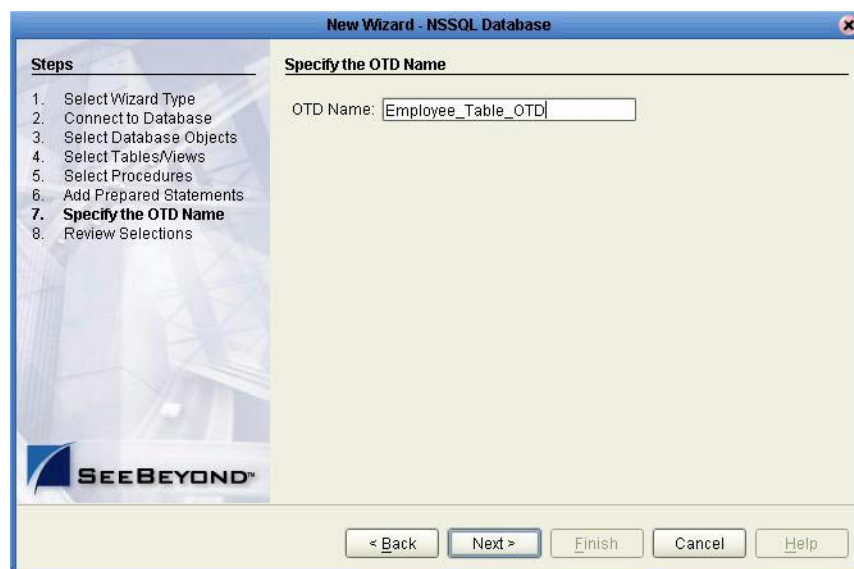 New Wizard - NSSQL Database
Steps
1. Select Wizard Type
2. Connect to Database
3. Select Database Objects
4. Select Tables/Views
5. Select Procedures
6. Add Prepared Statements
7. Specify the OTD Name
8. Review Selections
Specify the OTD Name
OTD Name: Employee_Table_OTD
SEEBEYOND™
< Back Next > Finish Cancel Help